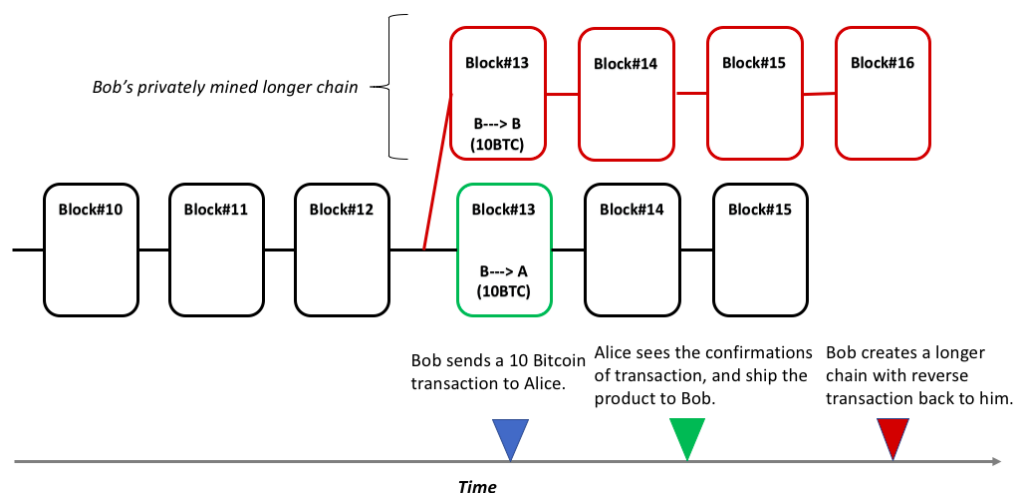 Bob's privately mined longer chain
Block#13
Block#14
Block#15
Block#16
B---> B
(10BTC)
Block#10
Block#11
Block#12
Block#13
Block#14
Block#15
B---> A
(10BTC)
Bob sends a 10 Bitcoin
transaction to Alice.
Alice sees the confirmations
of transaction, and ship the
product to Bob.
Bob creates a longer
chain with reverse
transaction back to him.
Time